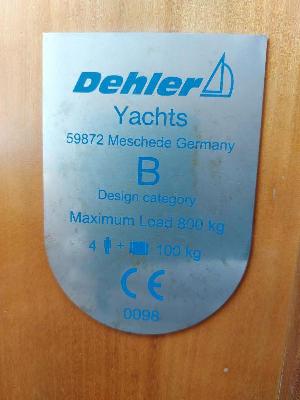 Dehler
Yachts
59872 Meschede Germany
B
Design category
Maximum Load 800 kg
4 + 100 kg
CE
0098